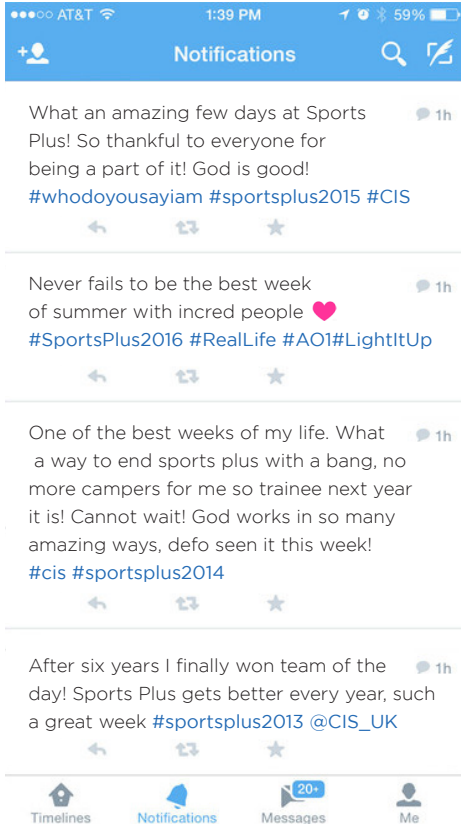 AT&T 1:39 PM 59%
Notifications
What an amazing few days at Sports 1h
Plus! So thankful to everyone for
being a part of it! God is good!
#whodoyousayiam #sportsplus2015 #CIS
Never fails to be the best week 1h
of summer with incred people
#SportsPlus2016 #RealLife #AO1#LightItUp
One of the best weeks of my life. What 1h
a way to end sports plus with a bang, no
more campers for me so trainee next year
it is! Cannot wait! God works in so many
amazing ways, defo seen it this week!
#cis #sportsplus2014
After six years I finally won team of the 1h
day! Sports Plus gets better every year, such
a great week #sportsplus2013 @CIS_UK
20+
Timelines Notifications Messages Me